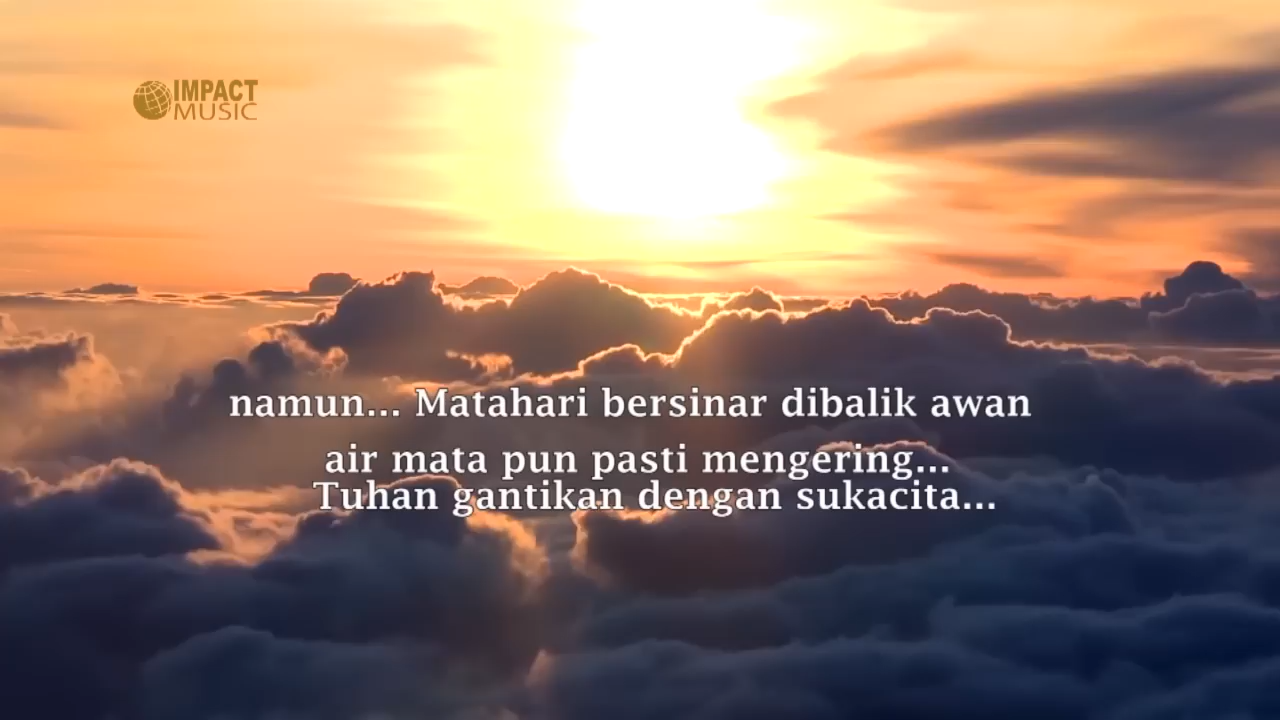 IMPACT
MUSIC
namun... Matahari bersinar dibalik awan
air mata pun pasti mengering...
Tuhan gantikan dengan sukacita...